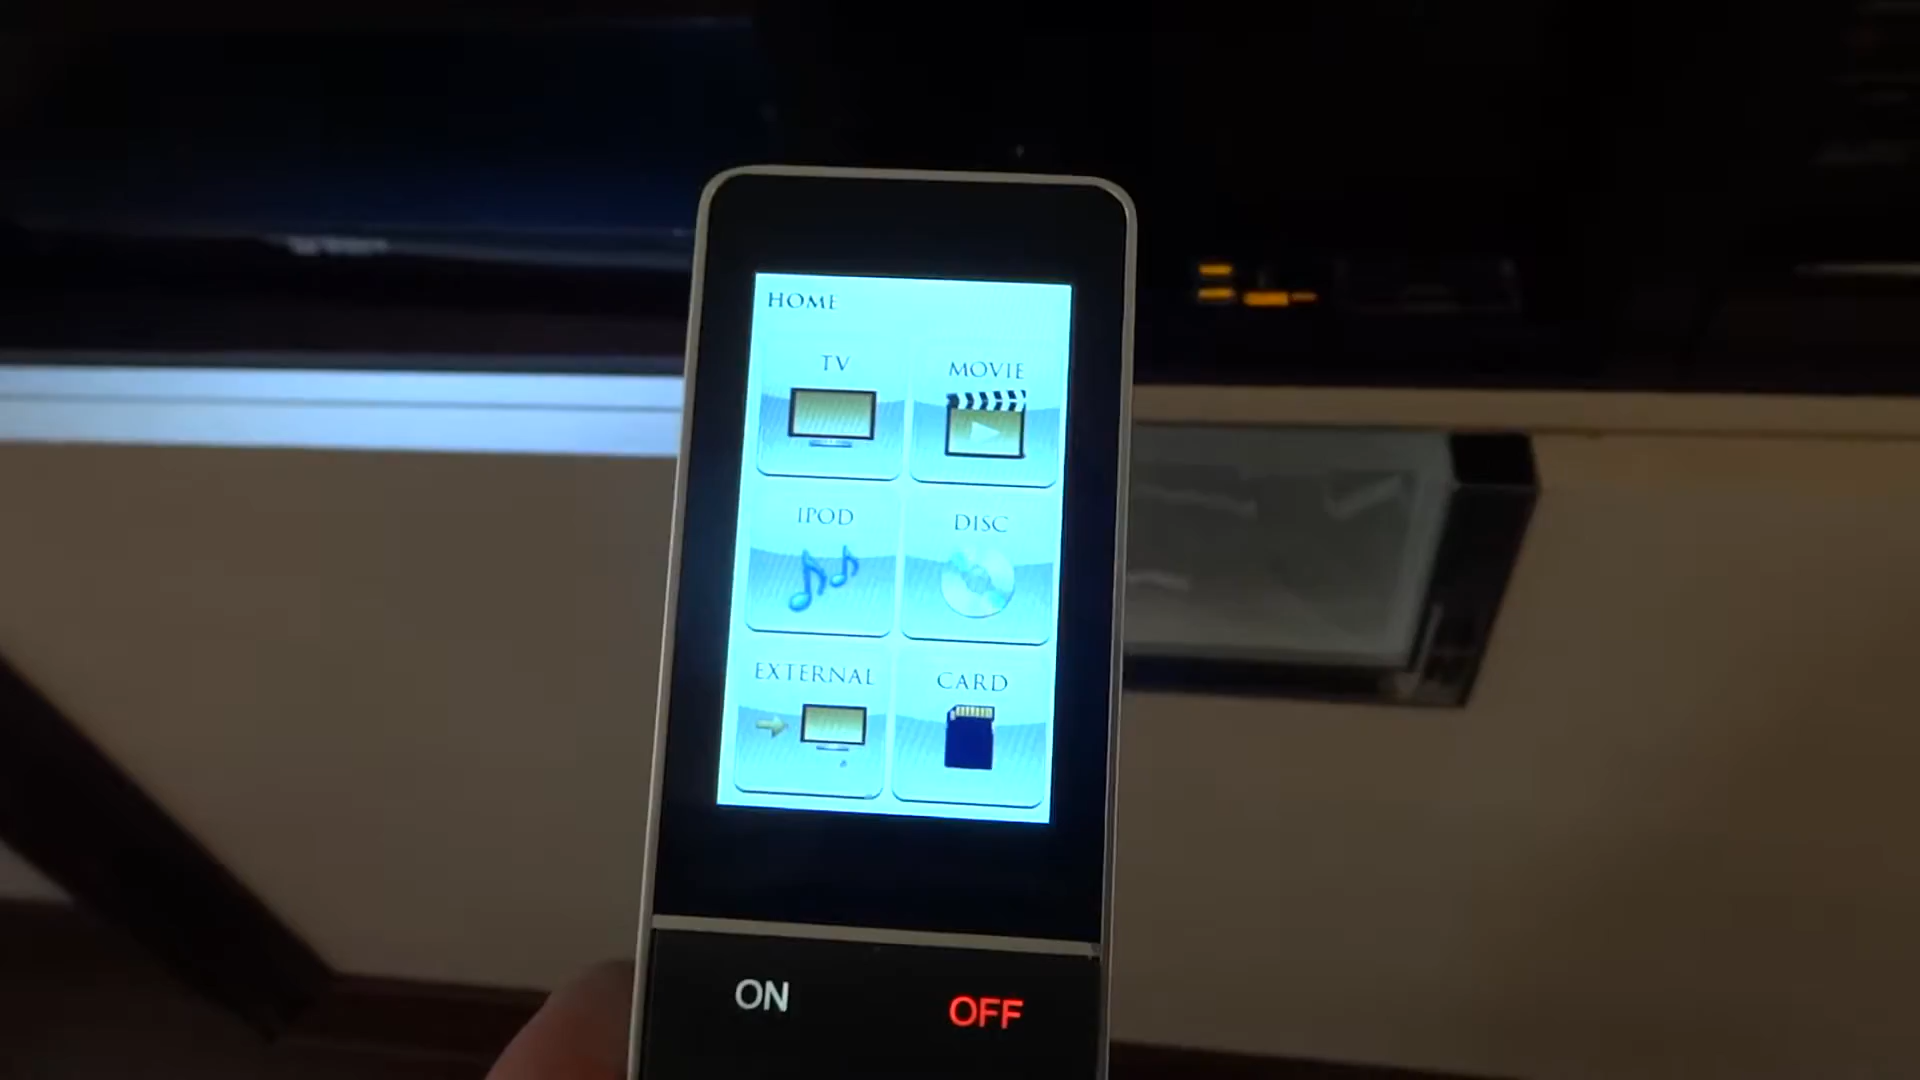 HOME
TV
MOVIE
IPOD
DISC
EXTERNAL
CARD
ON
OFF